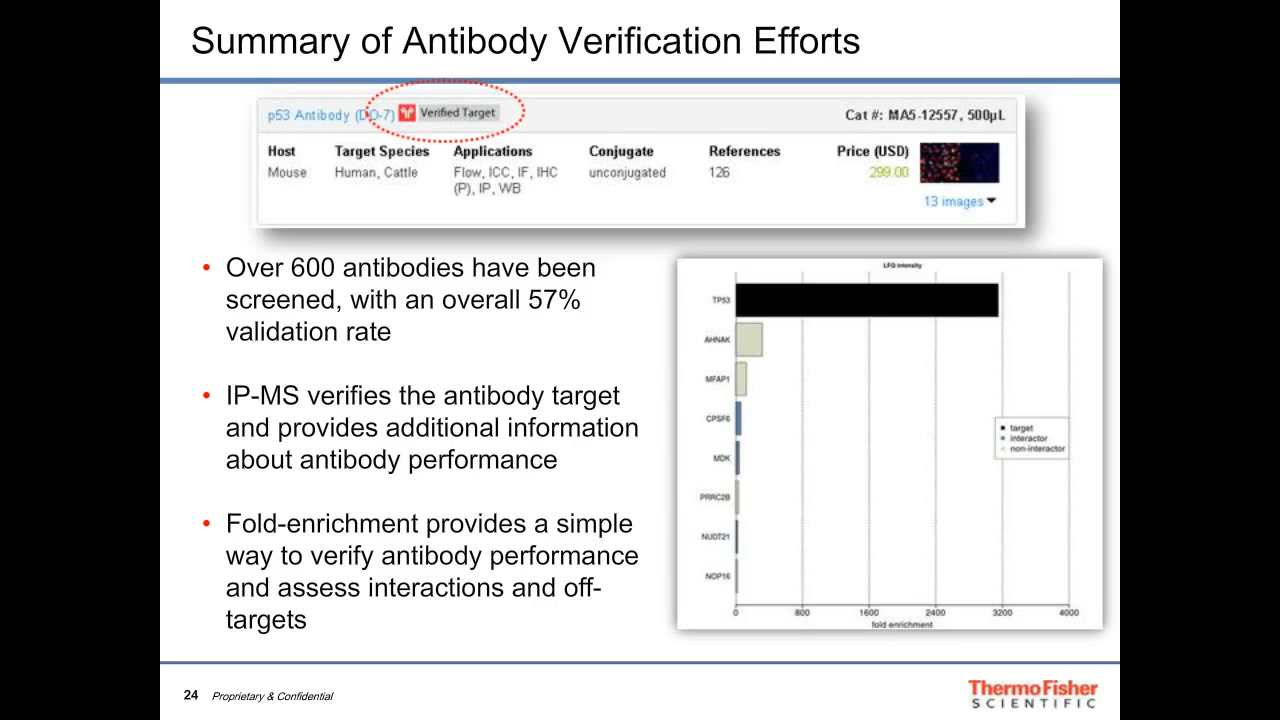 Summary of Antibody Verification Efforts
p53 Antibody (DO-7) Verified Target Cat #: MA5-12557, 500µL
Host Target Species Applications Conjugate References Price (USD)
Mouse Human, Cattle Flow, ICC, IF, IHC unconjugated 126 299.00
(P), IP, WB
13 images
• Over 600 antibodies have been
screened, with an overall 57%
validation rate
• IP-MS verifies the antibody target
and provides additional information
about antibody performance
• Fold-enrichment provides a simple
way to verify antibody performance
and assess interactions and off-
targets
LFQ intensity
TP53
AHNAK
MFAP1
CPSF6
MDK
PRRC2B
NUDT21
NOP16
target
interactor
non-interactor
0 800 1600 2400 3200 4000
fold enrichment
24 Proprietary & Confidential
ThermoFisher
SCIENTIFIC